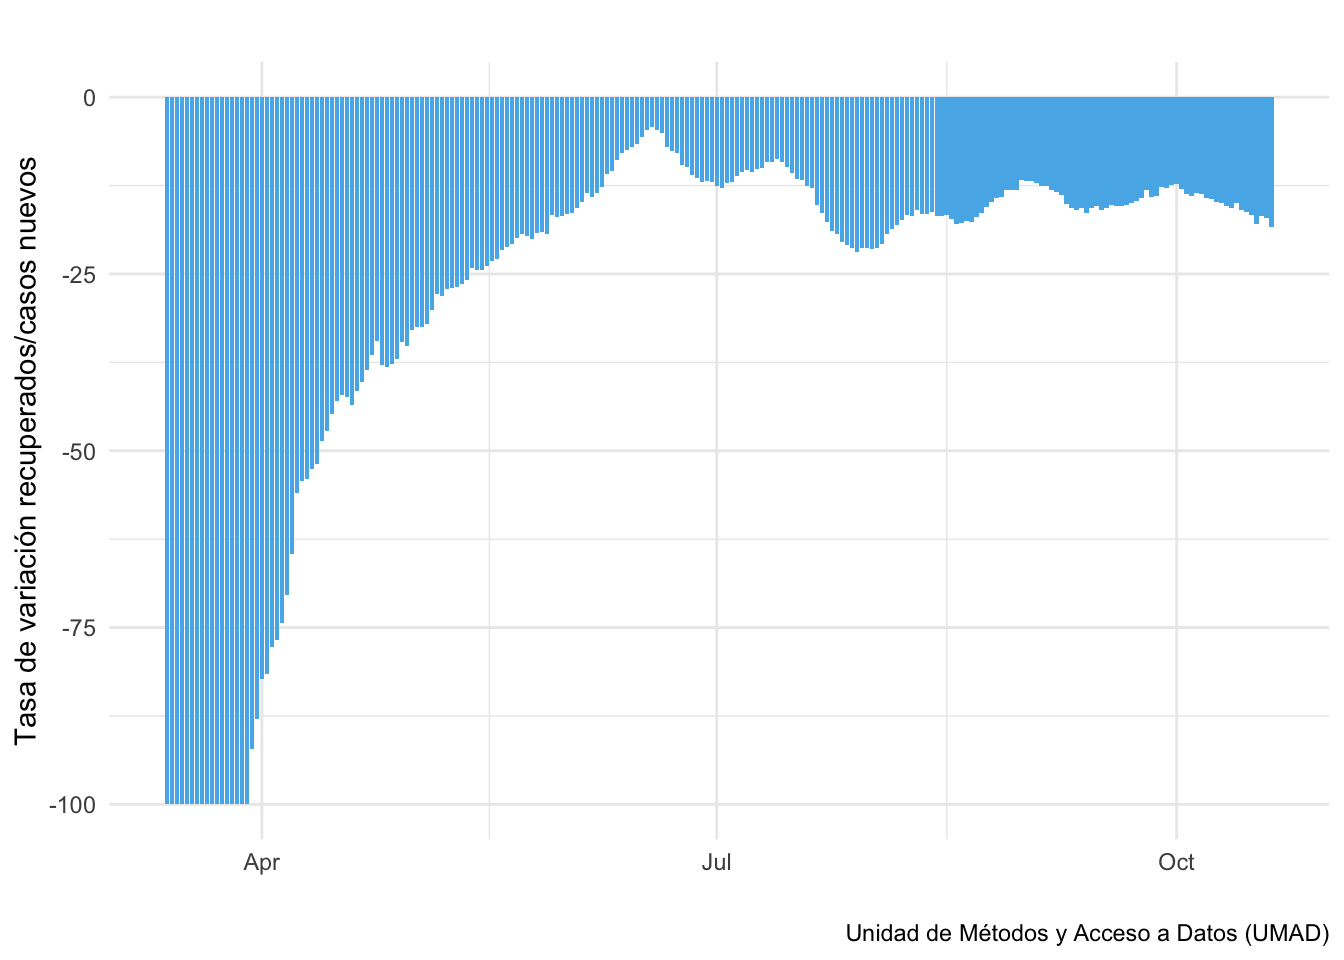 Tasa de variación recuperados/casos nuevos
0
-25
-50
-75
-100
Apr
Jul
Oct
Unidad de Métodos y Acceso a Datos (UMAD)